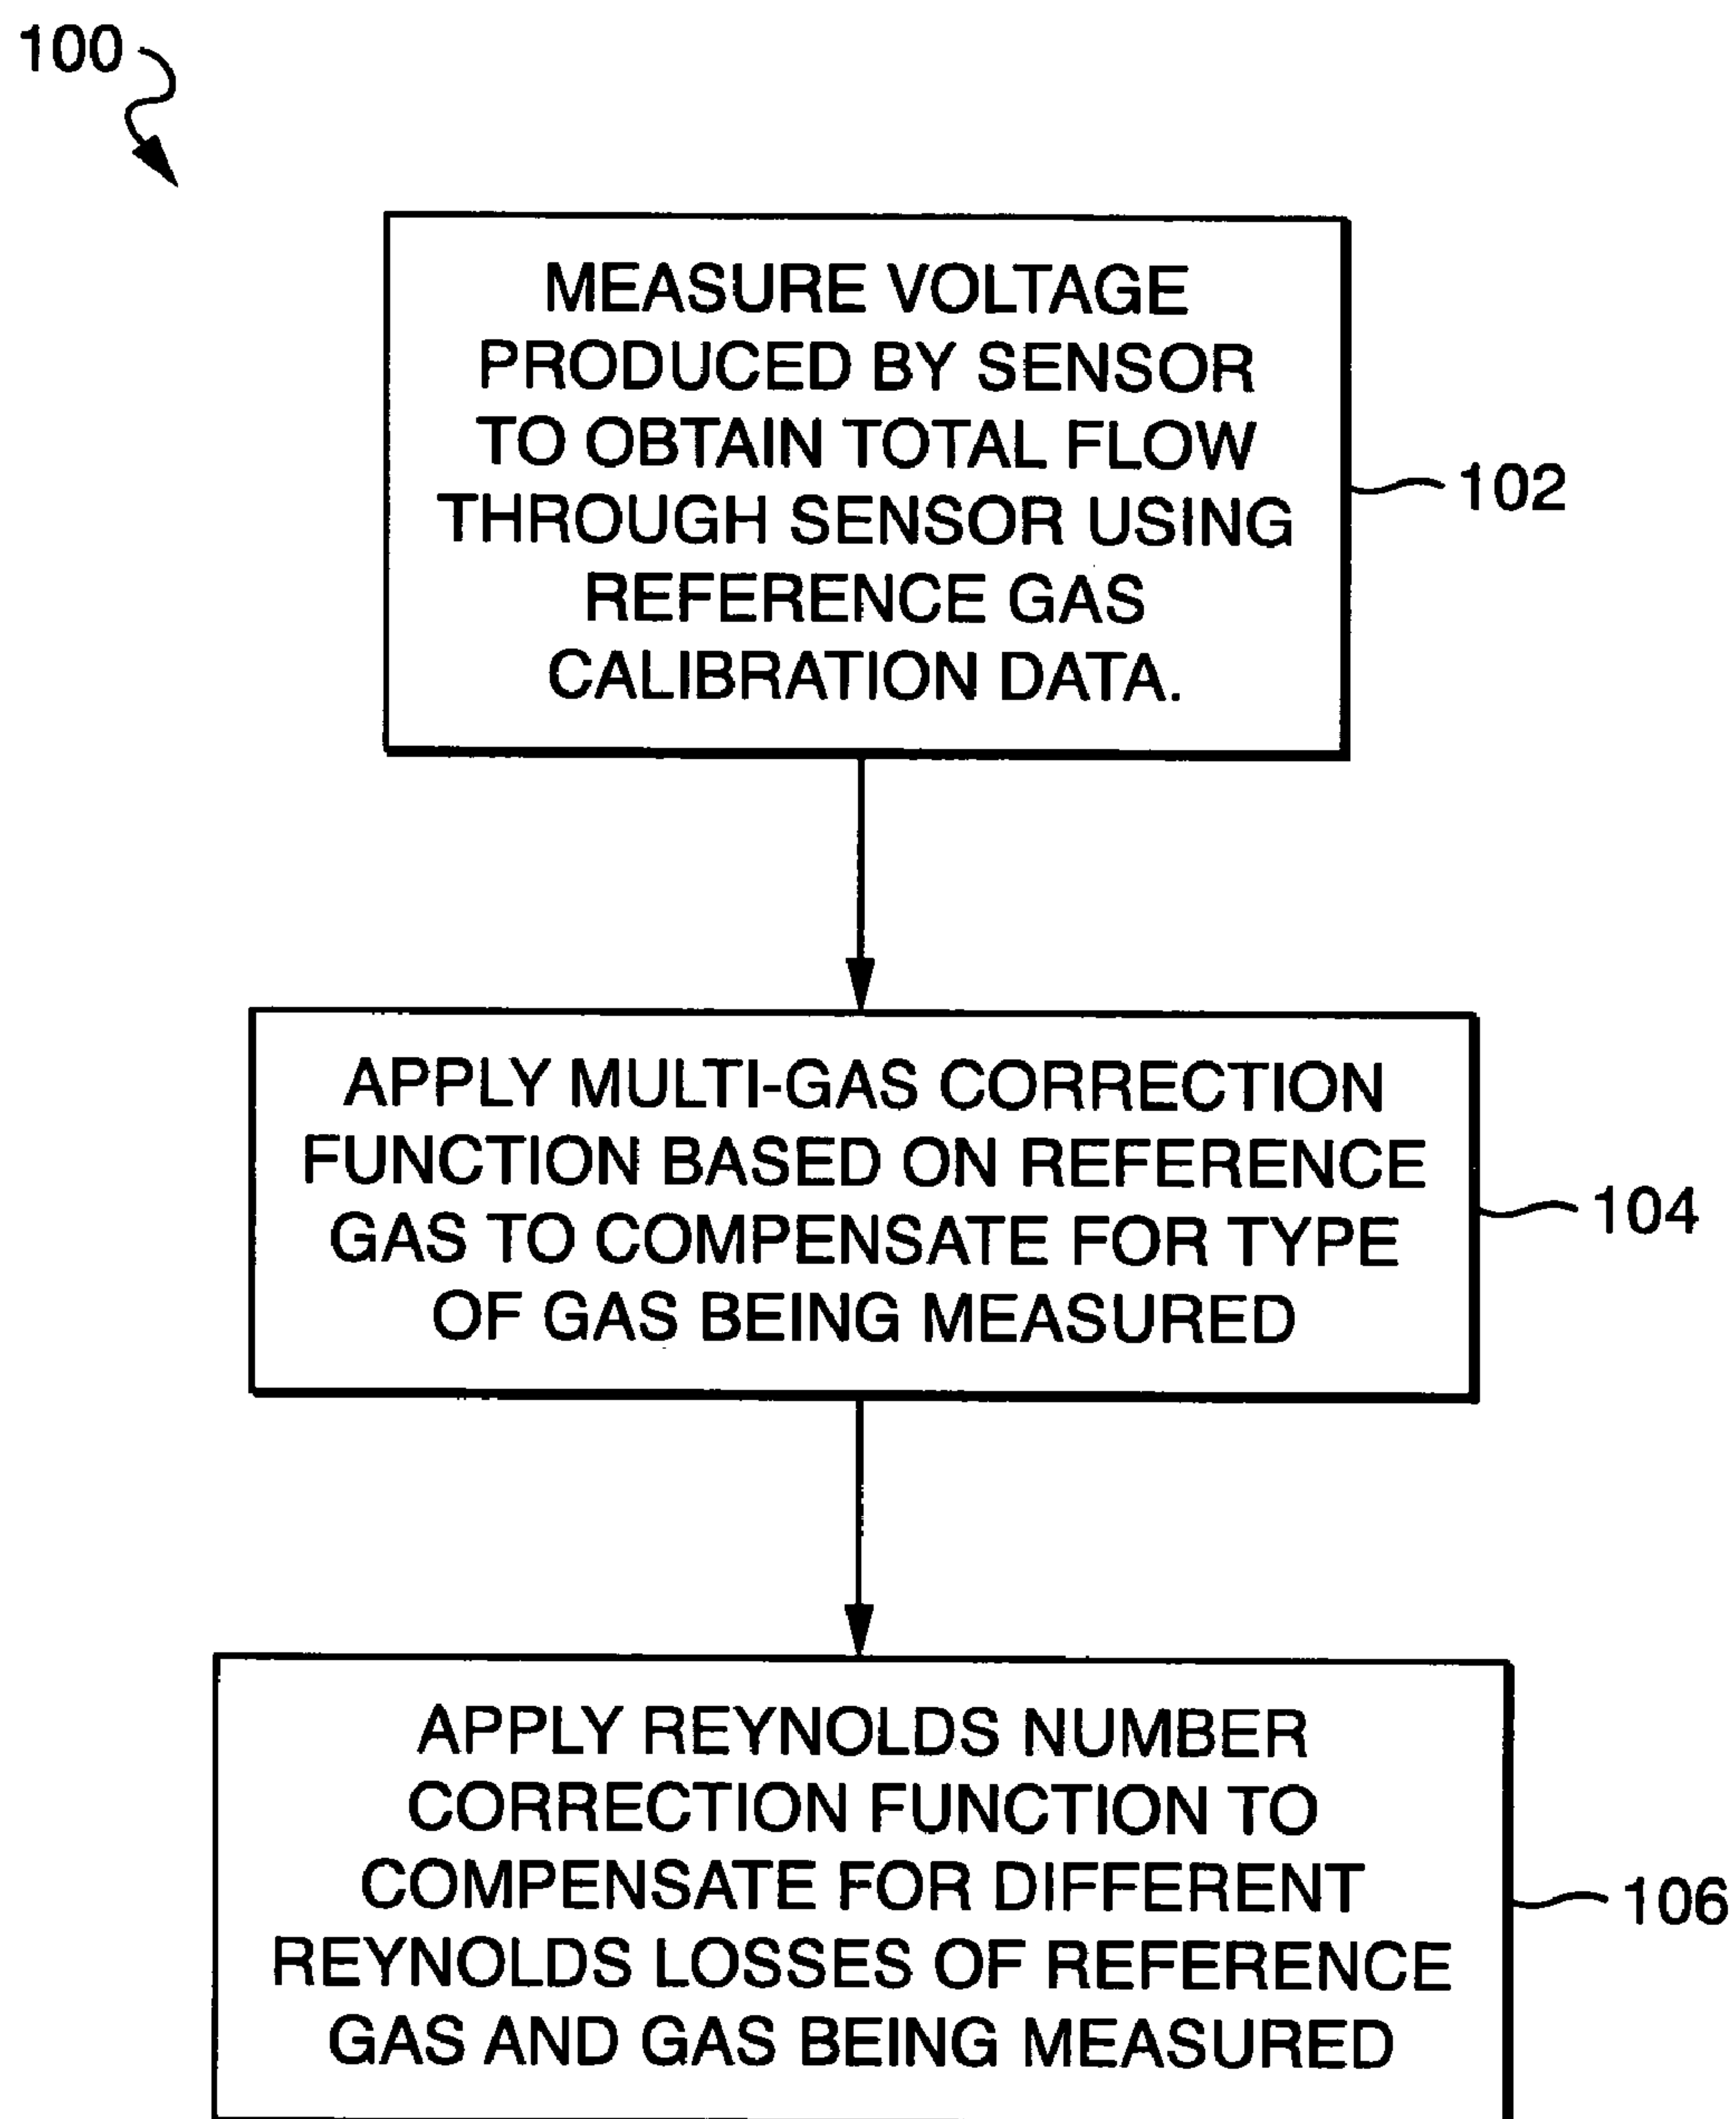 100
MEASURE VOLTAGE
PRODUCED BY SENSOR
TO OBTAIN TOTAL FLOW
THROUGH SENSOR USING
REFERENCE GAS
CALIBRATION DATA.
102
APPLY MULTI-GAS CORRECTION
FUNCTION BASED ON REFERENCE
GAS TO COMPENSATE FOR TYPE
OF GAS BEING MEASURED
104
APPLY REYNOLDS NUMBER
CORRECTION FUNCTION TO
COMPENSATE FOR DIFFERENT
REYNOLDS LOSSES OF REFERENCE
GAS AND GAS BEING MEASURED
106